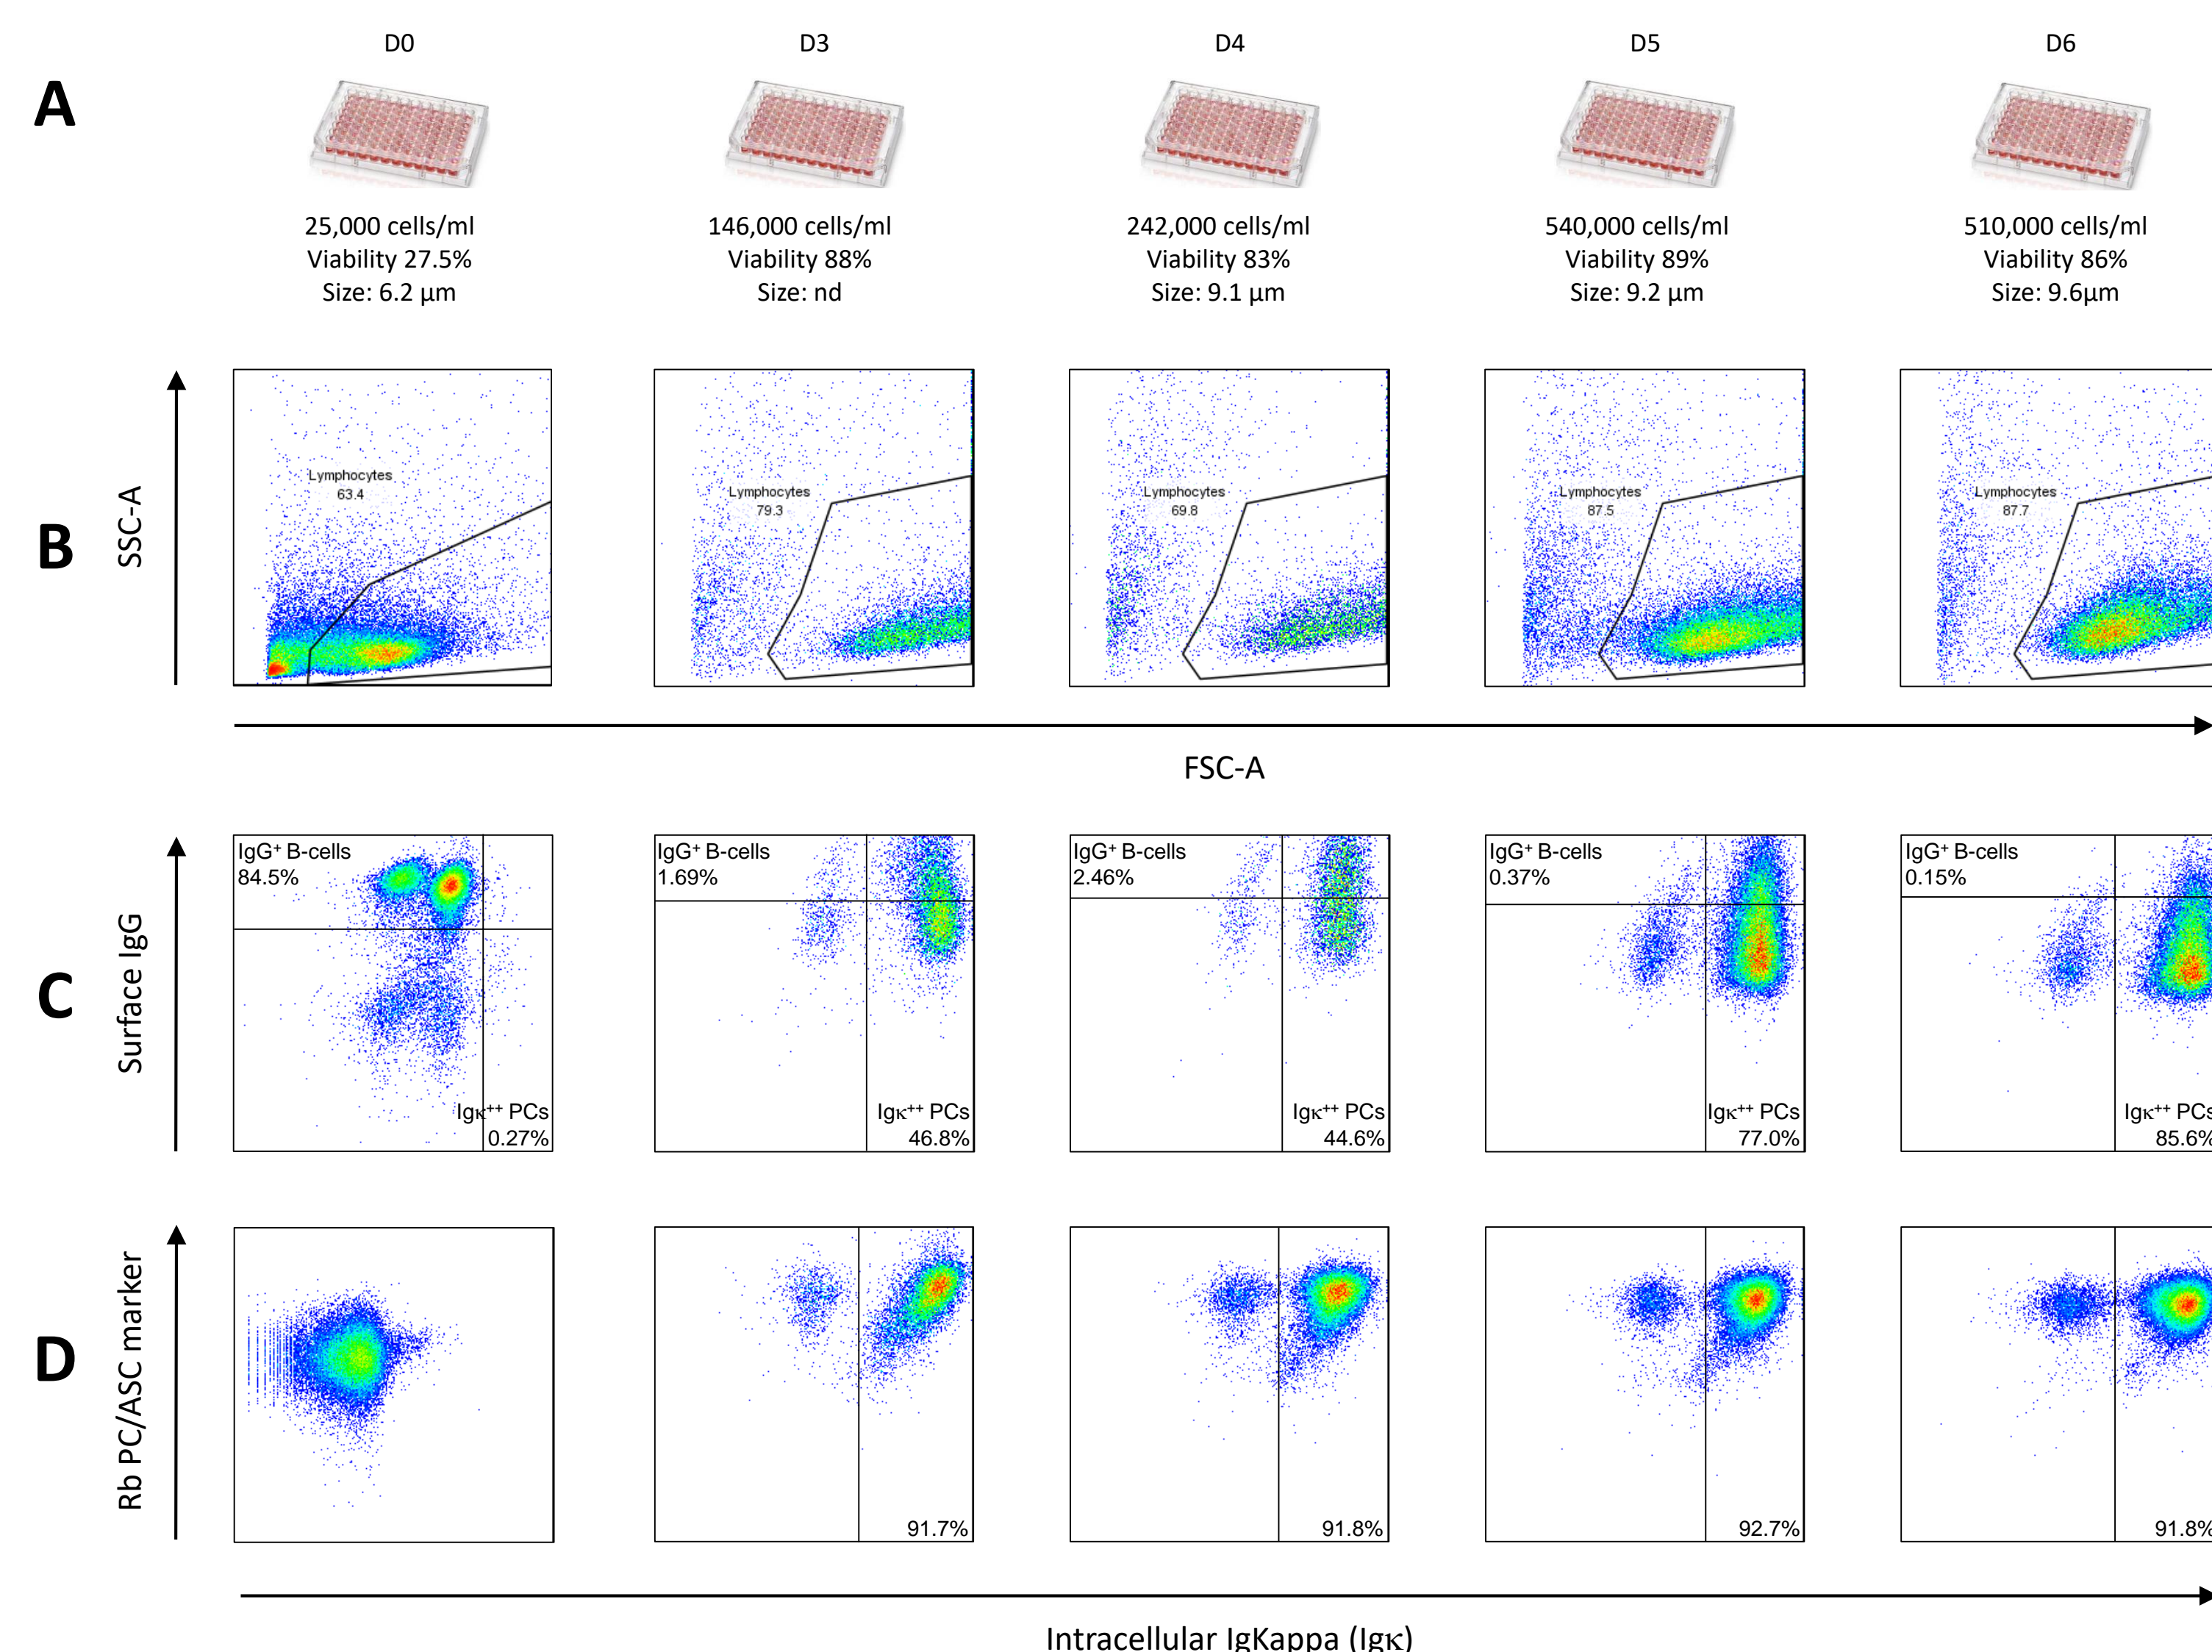 D0
D3
D4
D5
D6
A
25,000 cells/ml
Viability 27.5%
Size: 6.2 µm
146,000 cells/ml
Viability 88%
Size: nd
242,000 cells/ml
Viability 83%
Size: 9.1 µm
540,000 cells/ml
Viability 89%
Size: 9.2 µm
510,000 cells/ml
Viability 86%
Size: 9.6µm
B
SSC-A
Lymphocytes
63.4
Lymphocytes
79.3
Lymphocytes
69.8
Lymphocytes
87.5
Lymphocytes
87.7
FSC-A
C
Surface IgG
IgG⁺ B-cells
84.5%
Igκ⁺⁺ PCs
0.27%
IgG⁺ B-cells
1.69%
Igκ⁺⁺ PCs
46.8%
IgG⁺ B-cells
2.46%
Igκ⁺⁺ PCs
44.6%
IgG⁺ B-cells
0.37%
Igκ⁺⁺ PCs
77.0%
IgG⁺ B-cells
0.15%
Igκ⁺⁺ PCs
85.6%
D
Rb PC/ASC marker
91.7%
91.8%
92.7%
91.8%
Intracellular IgKappa (Igκ)